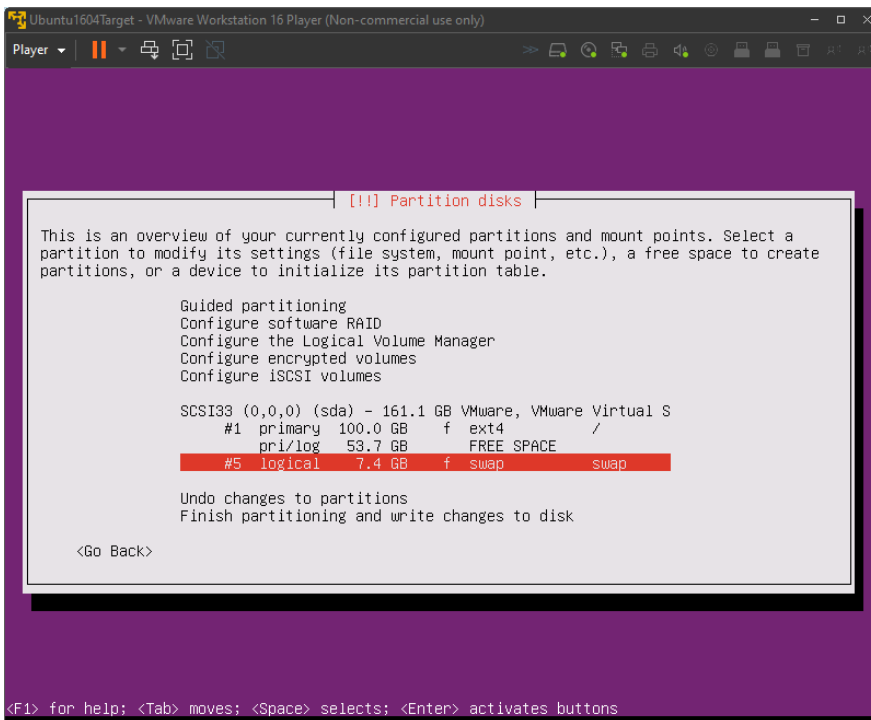 Ubuntu1604Target - VMware Workstation 16 Player (Non-commercial use only)
Player
[!!] Partition disks
This is an overview of your currently configured partitions and mount points. Select a
partition to modify its settings (file system, mount point, etc.), a free space to create
partitions, or a device to initialize its partition table.
Guided partitioning
Configure software RAID
Configure the Logical Volume Manager
Configure encrypted volumes
Configure iSCSI volumes
SCSI33 (0,0,0) (sda) - 161.1 GB VMware, VMware Virtual S
#1 primary 100.0 GB f ext4 /
pri/log 53.7 GB FREE SPACE
#5 logical 7.4 GB f swap swap
Undo changes to partitions
Finish partitioning and write changes to disk
<Go Back>
<F1> for help; <Tab> moves; <Space> selects; <Enter> activates buttons